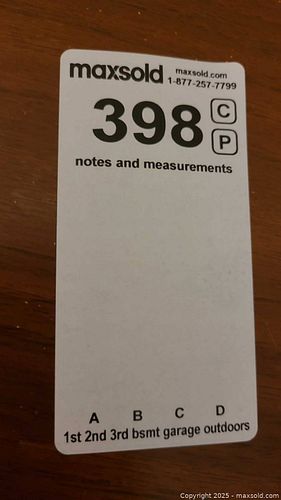 maxsold maxsold.com
1-877-257-7799
398 C
P
notes and measurements
A B C D
1st 2nd 3rd bsmt garage outdoors
Copyright 2025 - maxsold.com